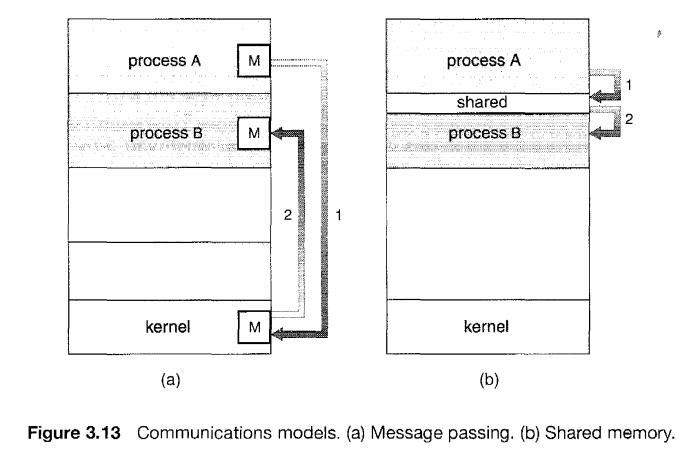 process A
M
process B
M
2
1
kernel
M
(a)
process A
1
shared
2
process B
kernel
(b)
Figure 3.13 Communications models. (a) Message passing. (b) Shared memory.